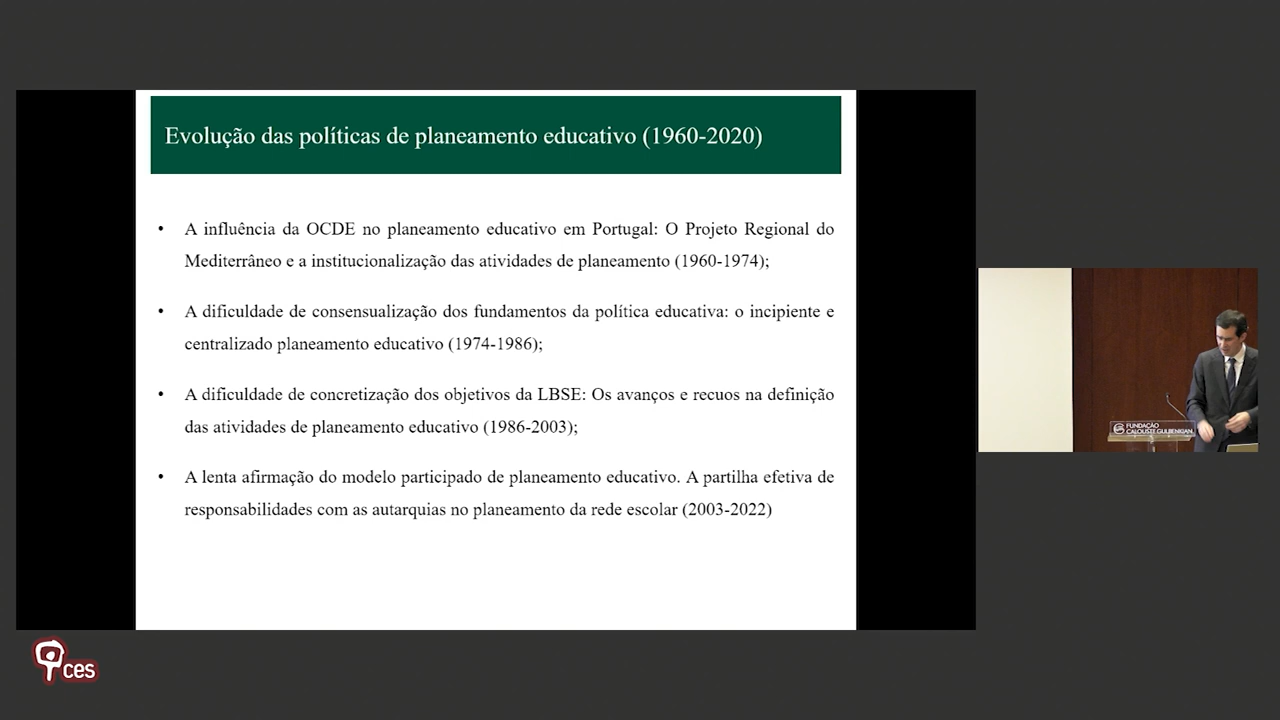 Evolução das políticas de planeamento educativo (1960-2020)
• A influência da OCDE no planeamento educativo em Portugal: O Projeto Regional do
Mediterrâneo e a institucionalização das atividades de planeamento (1960-1974);
• A dificuldade de consensualização dos fundamentos da política educativa: o incipiente e
centralizado planeamento educativo (1974-1986);
• A dificuldade de concretização dos objetivos da LBSE: Os avanços e recuos na definição
das atividades de planeamento educativo (1986-2003);
• A lenta afirmação do modelo participado de planeamento educativo. A partilha efetiva de
responsabilidades com as autarquias no planeamento da rede escolar (2003-2022)
FUNDAÇÃO
CALOUSTE GULBENKIAN
ces